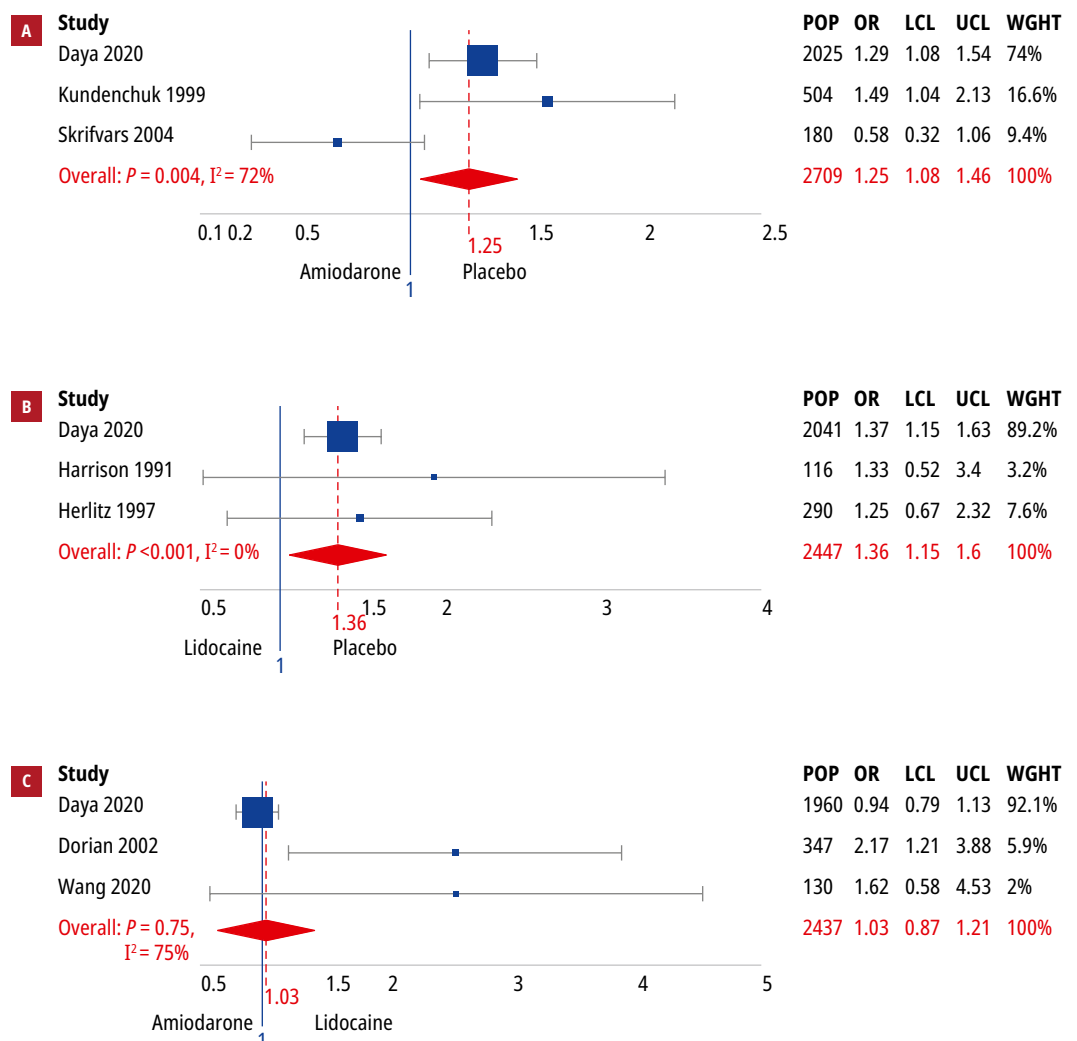 A Study POP OR LCL UCL WGHT
Daya 2020 2025 1.29 1.08 1.54 74%
Kundenchuk 1999 504 1.49 1.04 2.13 16.6%
Skrifvars 2004 180 0.58 0.32 1.06 9.4%
Overall: P = 0.004, I² = 72% 2709 1.25 1.08 1.46 100%
0.1 0.2 0.5 1.5 2 2.5
1.25
Amiodarone Placebo
1
B Study POP OR LCL UCL WGHT
Daya 2020 2041 1.37 1.15 1.63 89.2%
Harrison 1991 116 1.33 0.52 3.4 3.2%
Herlitz 1997 290 1.25 0.67 2.32 7.6%
Overall: P <0.001, I² = 0% 2447 1.36 1.15 1.6 100%
0.5 1.5 2 3 4
1.36
Lidocaine Placebo
1
C Study POP OR LCL UCL WGHT
Daya 2020 1960 0.94 0.79 1.13 92.1%
Dorian 2002 347 2.17 1.21 3.88 5.9%
Wang 2020 130 1.62 0.58 4.53 2%
Overall: P = 0.75, 2437 1.03 0.87 1.21 100%
I² = 75%
0.5 1.5 2 3 4 5
1.03
Amiodarone Lidocaine
1